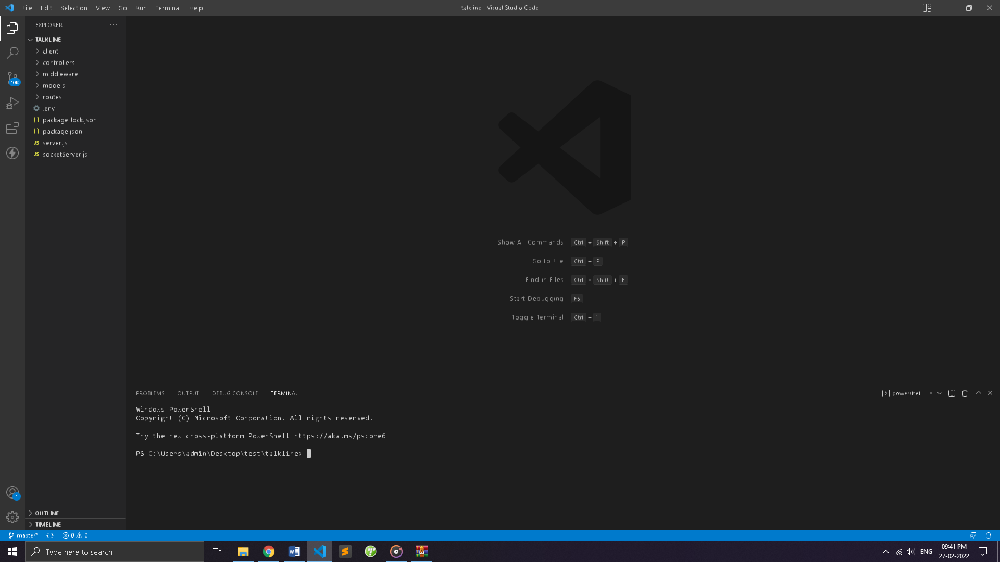 File Edit Selection View Go Run Terminal Help
talkline - Visual Studio Code
EXPLORER
TALKLINE
client
controllers
middleware
models
routes
.env
{} package-lock.json
{} package.json
JS server.js
JS socketServer.js
10K
1
OUTLINE
TIMELINE
Show All Commands Ctrl + Shift + P
Go to File Ctrl + P
Find in Files Ctrl + Shift + F
Start Debugging F5
Toggle Terminal Ctrl + `
PROBLEMS OUTPUT DEBUG CONSOLE TERMINAL
powershell
Windows PowerShell
Copyright (C) Microsoft Corporation. All rights reserved.
Try the new cross-platform PowerShell https://aka.ms/pscore6
PS C:\Users\admin\Desktop\test\talkline>
master* 0 0
Type here to search
ENG
09:41 PM
27-02-2022